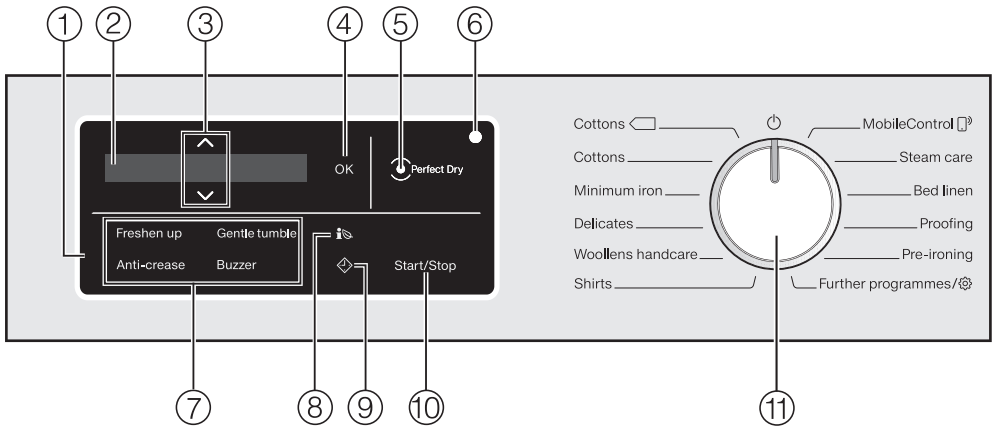 ① ② ③ ④ ⑤ ⑥
OK
Perfect Dry
Freshen up Gentle tumble
Anti-crease Buzzer
Start/Stop
Cottons
Cottons
Minimum iron
Delicates
Woollens handcare
Shirts
MobileControl
Steam care
Bed linen
Proofing
Pre-ironing
Further programmes/
⑦ ⑧ ⑨ ⑩ ⑪